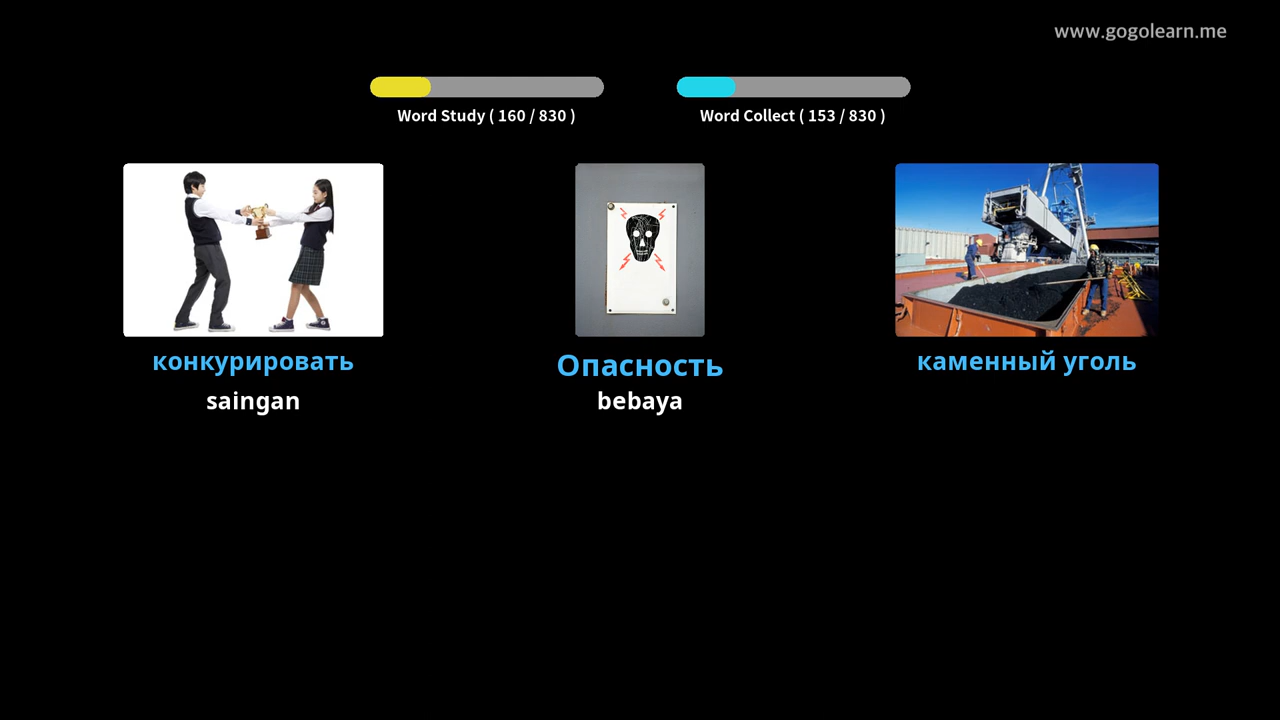 www.gogolearn.me
Word Study ( 160 / 830 )
Word Collect ( 153 / 830 )
конкурировать
saingan
Опасность
bebaya
каменный уголь